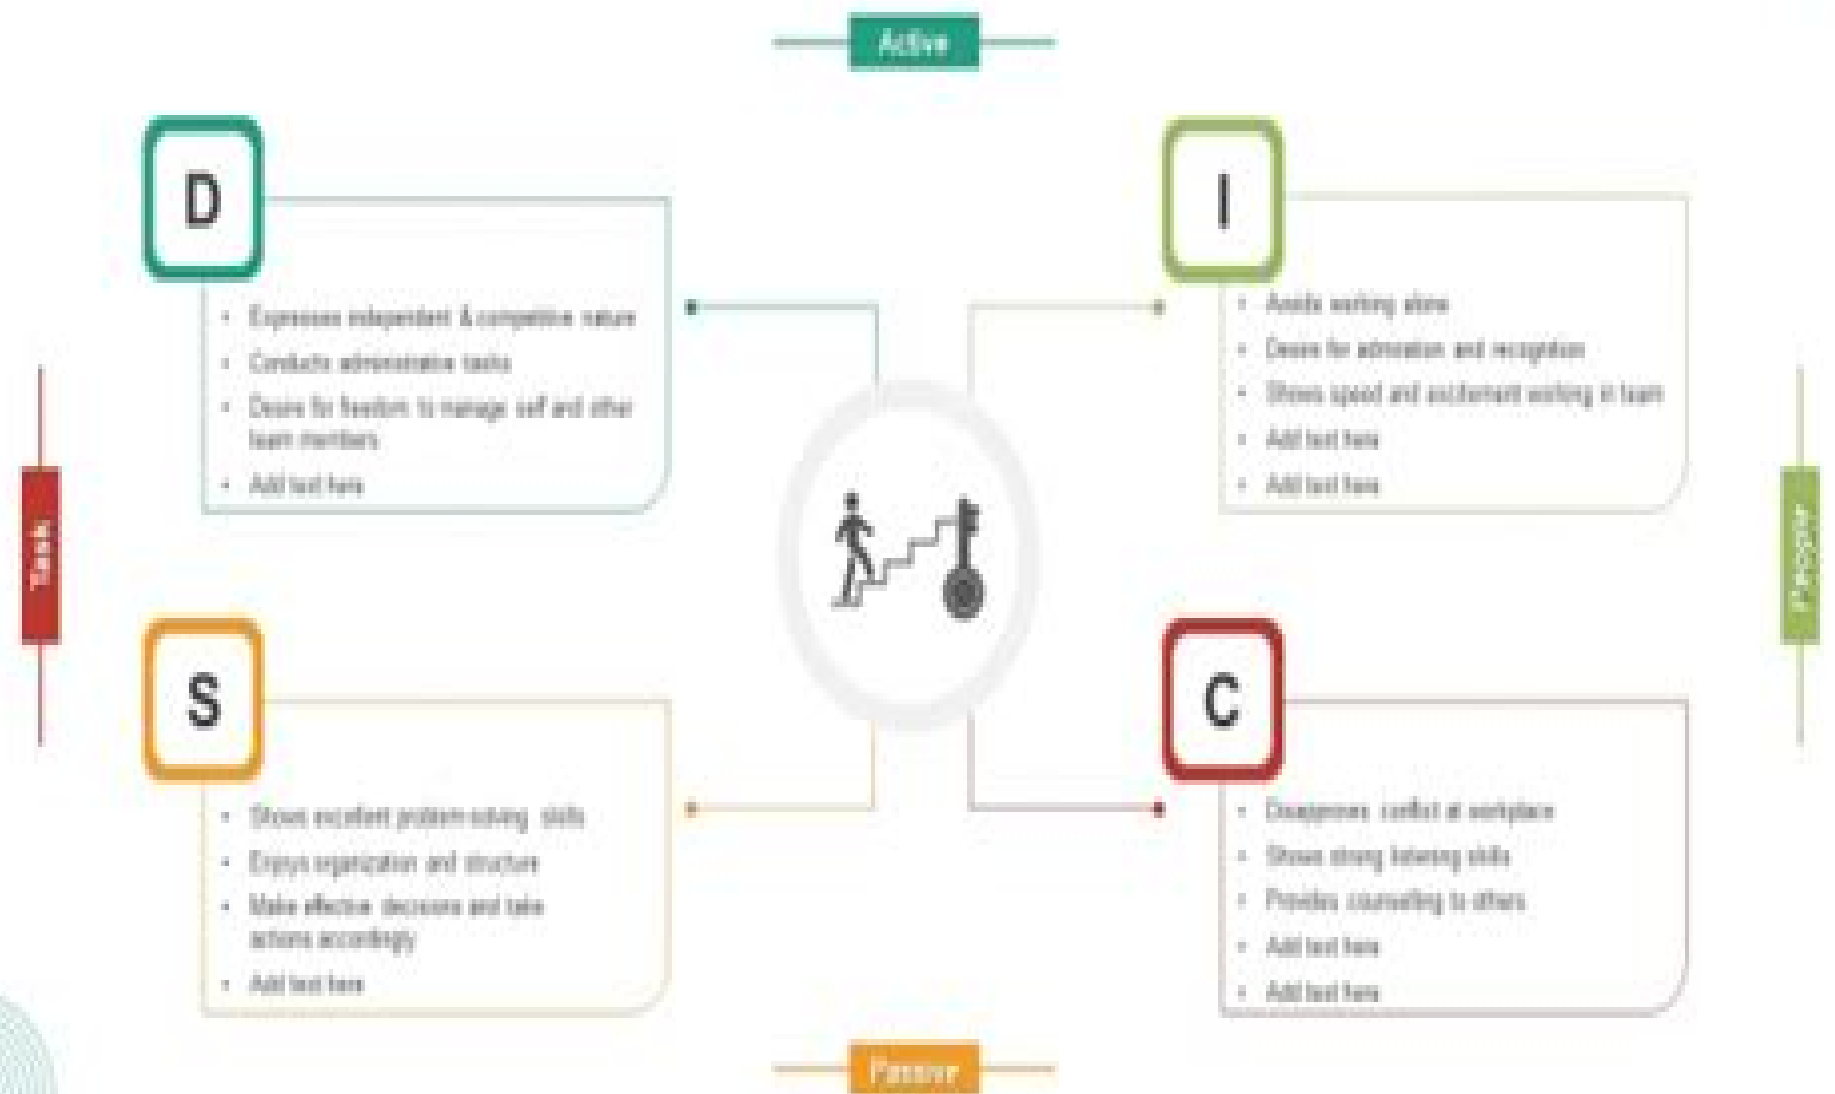 Active
D
• Expresses independent & competitive nature
• Conducts administrative tasks
• Desire for freedom to manage self and other
team members
• Add text here
I
• Avoids working alone
• Desire for admiration and recognition
• Shows speed and excitement working in team
• Add text here
• Add text here
Task
People
S
• Shows excellent problem-solving skills
• Enjoys organization and structure
• Make effective decisions and take
actions accordingly
• Add text here
C
• Disapproves conflict at workplace
• Shows strong listening skills
• Provides counselling to others
• Add text here
• Add text here
Passive